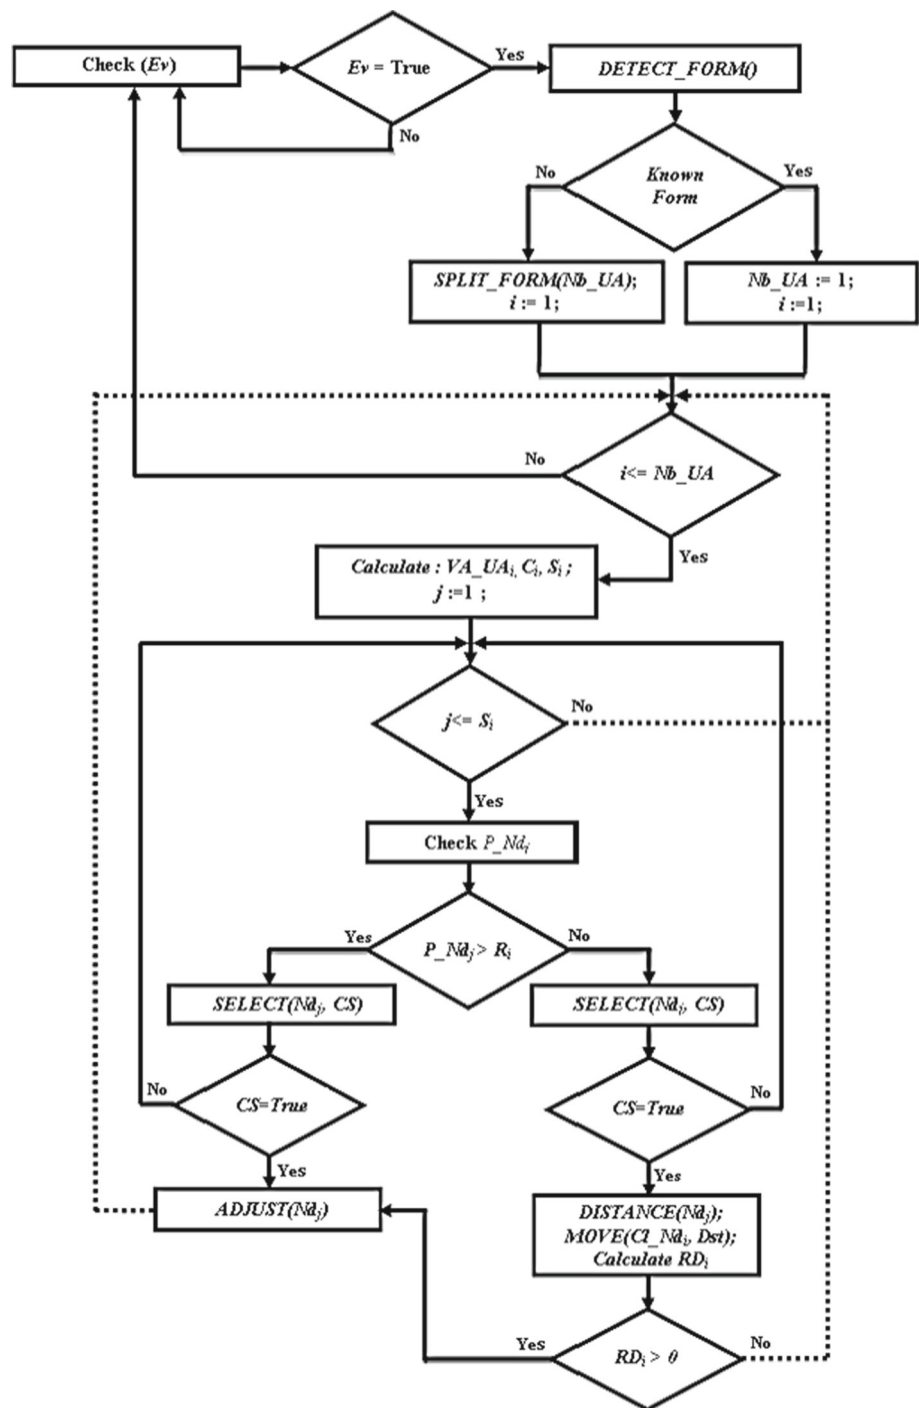 Check (Ev)
Ev = True
Yes
DETECT_FORM()
No
Known
Form
No
Yes
SPLIT_FORM(Nb_UA);
i := 1;
Nb_UA := 1;
i :=1;
i<= Nb_UA
No
Yes
Calculate : VA_UAi, Ci, Si ;
j :=1 ;
j<= Si
No
Yes
Check P_Ndj
P_Ndj > Ri
Yes
No
SELECT(Ndj, CS)
SELECT(Ndi, CS)
CS=True
No
Yes
CS=True
No
Yes
ADJUST(Ndj)
DISTANCE(Ndj);
MOVE(Cl_Ndi, Dst);
Calculate RDi
RDi > 0
Yes
No